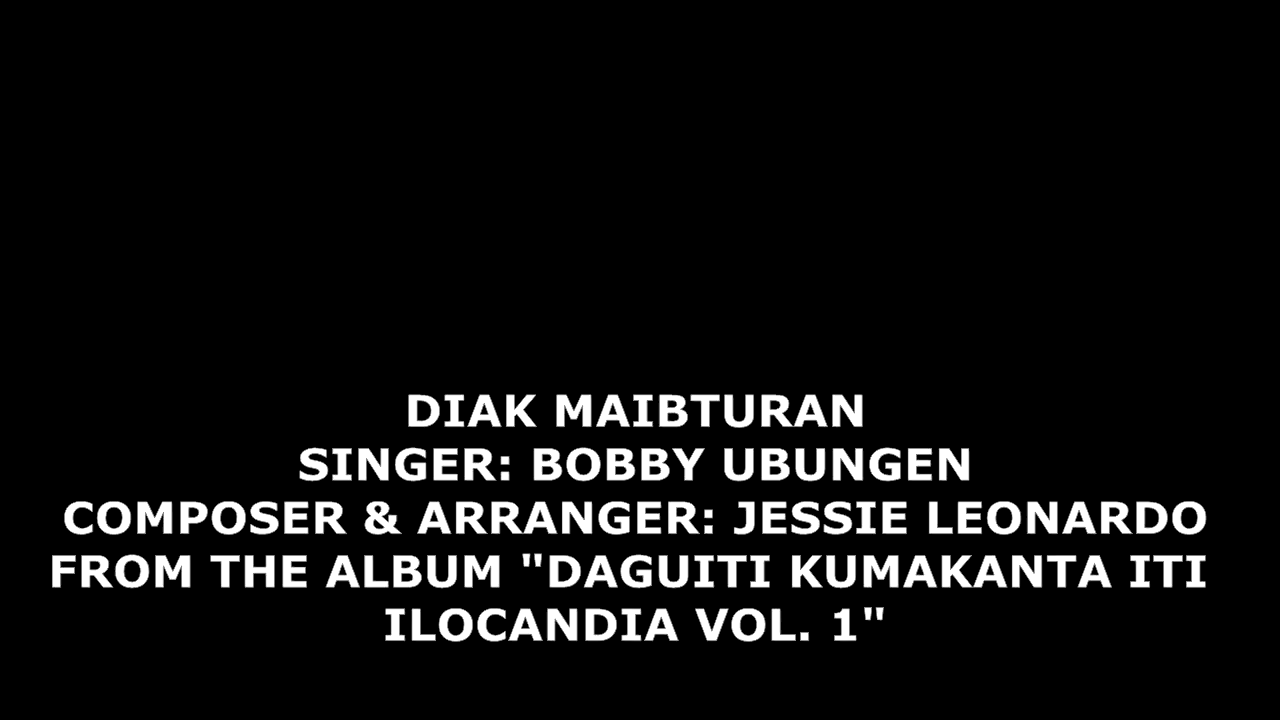 DIAK MAIBTURAN
SINGER: BOBBY UBUNGEN
COMPOSER & ARRANGER: JESSIE LEONARDO
FROM THE ALBUM "DAGUITI KUMAKANTA ITI
ILOCANDIA VOL. 1"